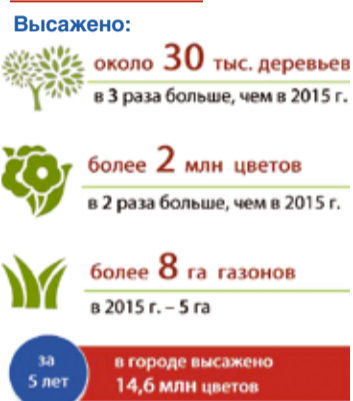 Высажено:
около 30 тыс. деревьев
в 3 раза больше, чем в 2015 г.
более 2 млн цветов
в 2 раза больше, чем в 2015 г.
более 8 га газонов
в 2015 г. – 5 га
за
5 лет
в городе высажено
14,6 млн цветов